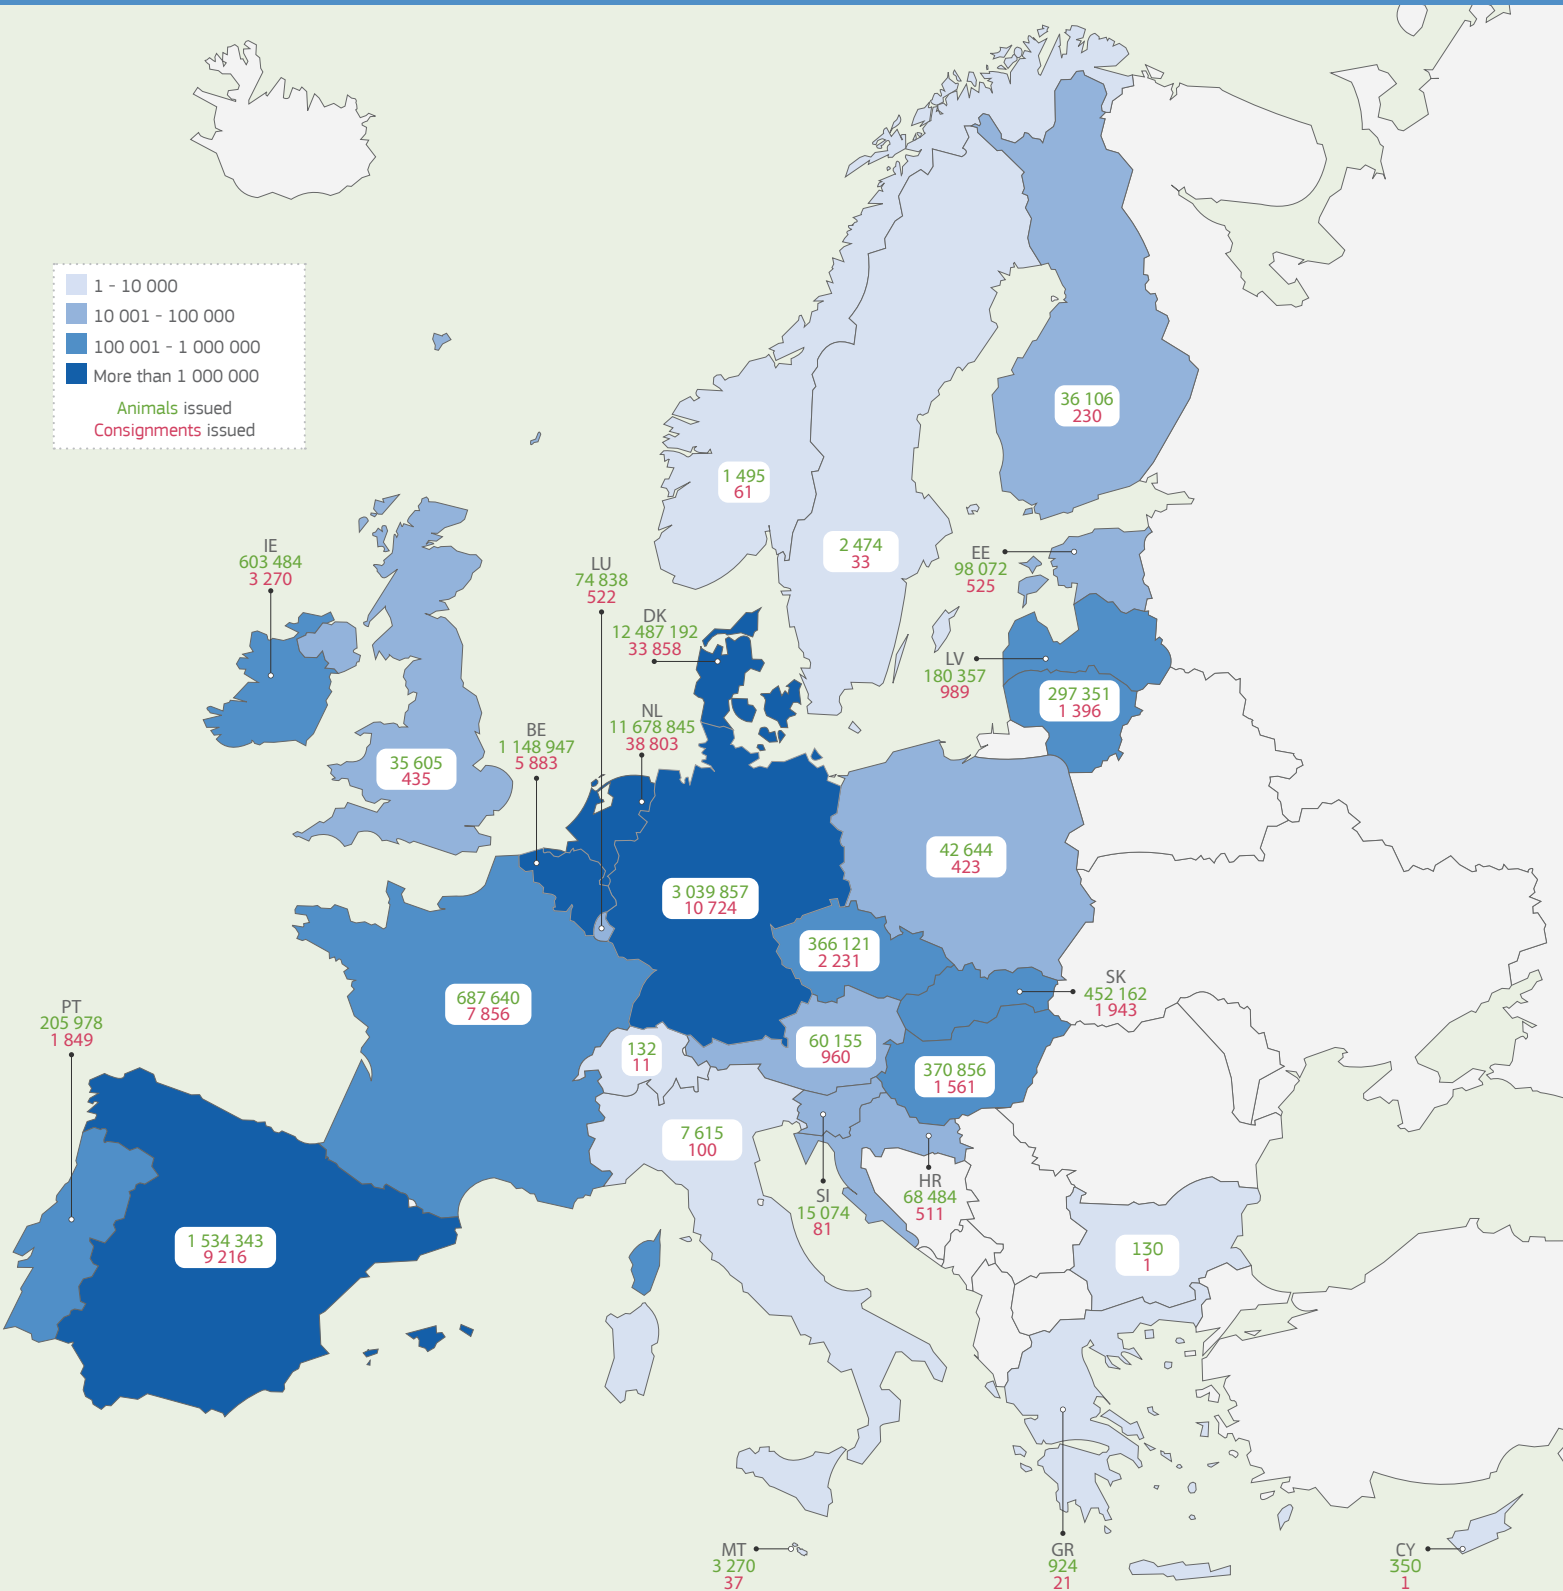 1 - 10 000
10 001 - 100 000
100 001 - 1 000 000
More than 1 000 000
Animals issued
Consignments issued
36 106
230
1 495
61
2 474
33
IE
603 484
3 270
LU
74 838
522
EE
98 072
525
DK
12 487 192
33 858
LV
180 357
989
297 351
1 396
NL
11 678 845
38 803
BE
1 148 947
5 883
35 605
435
42 644
423
3 039 857
10 724
366 121
2 231
SK
452 162
1 943
687 640
7 856
PT
205 978
1 849
132
11
60 155
960
370 856
1 561
7 615
100
SI
15 074
81
HR
68 484
511
1 534 343
9 216
130
1
MT
3 270
37
GR
924
21
CY
350
1